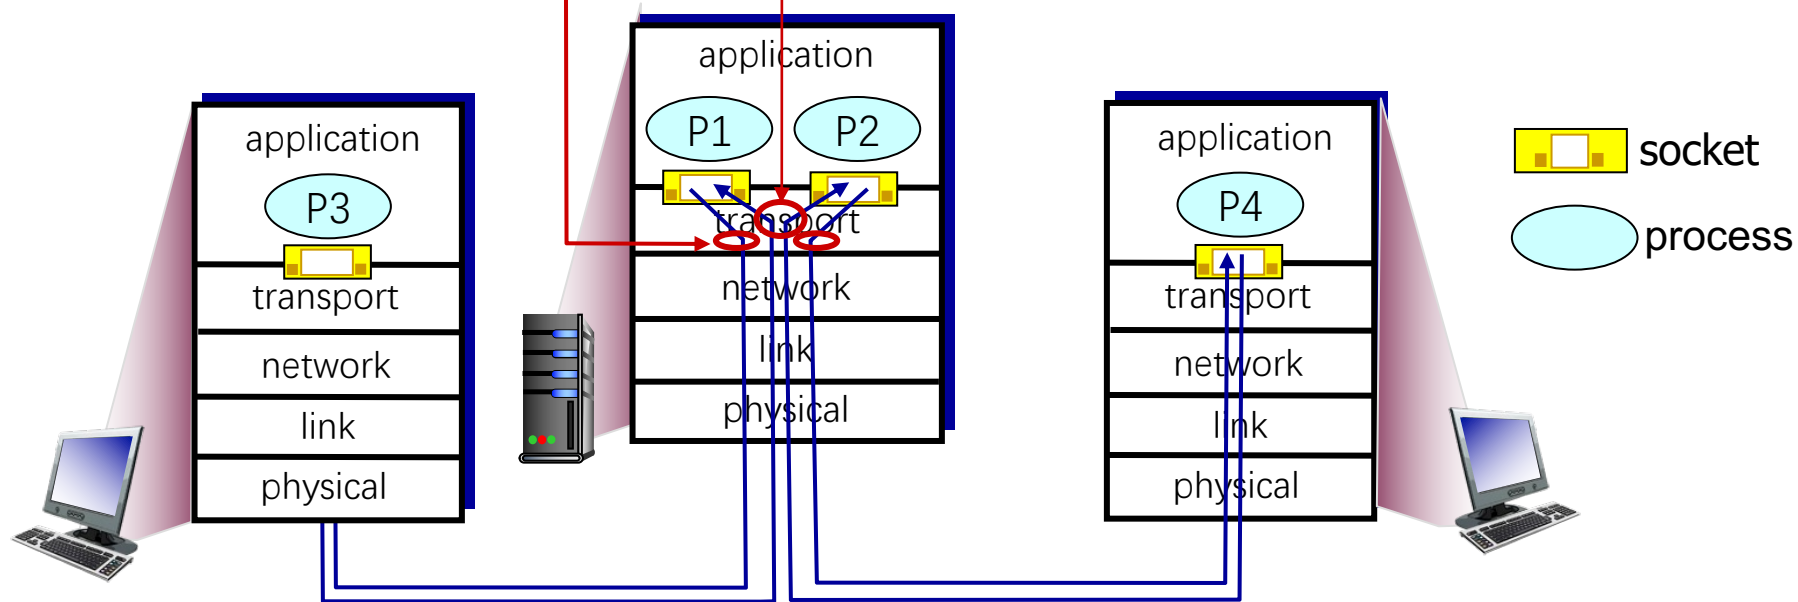 application
P3
transport
network
link
physical
application
P1 P2
transport
network
link
physical
application
P4
transport
network
link
physical
socket
process